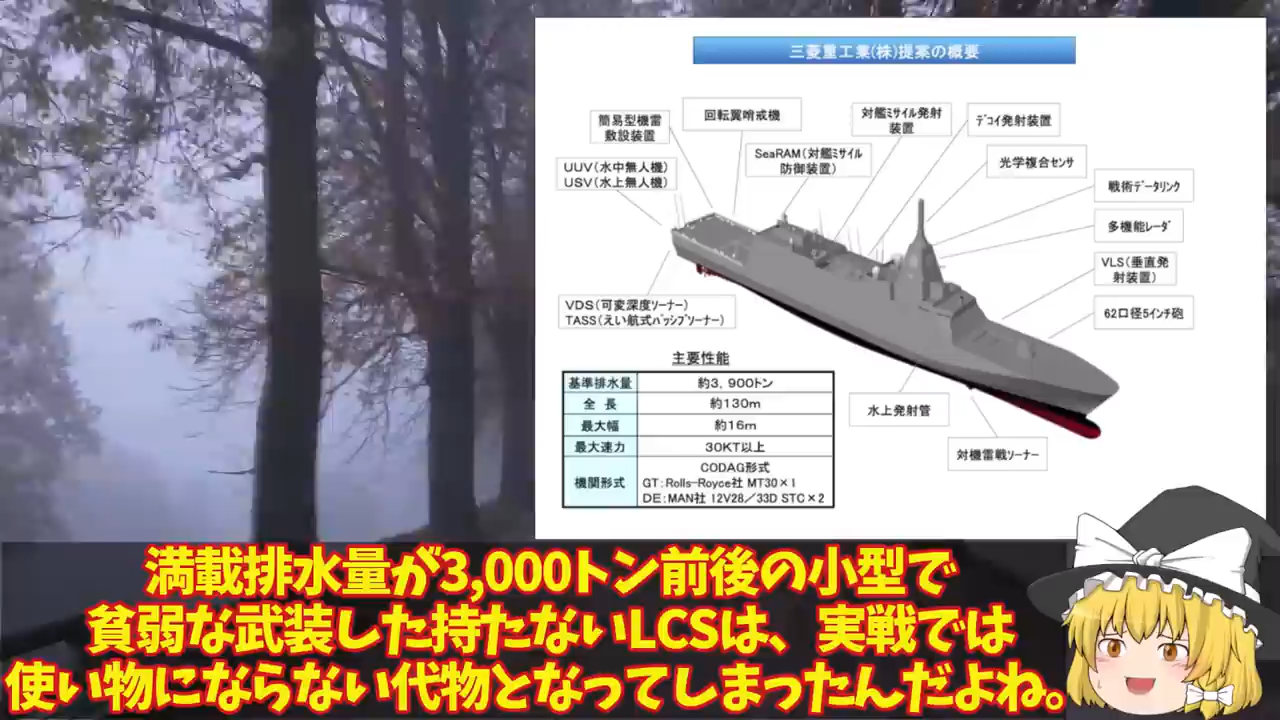 三菱重工業(株)提案の概要
簡易型機雷
敷設装置
回転翼哨戒機
対艦ミサイル発射
装置
デコイ発射装置
UUV(水中無人機)
USV(水上無人機)
SeaRAM(対艦ミサイル
防御装置)
光学複合センサ
戦術データリンク
多機能レーダ
VLS(垂直発
射装置)
62口径5インチ砲
VDS(可変深度ソーナー)
TASS(えい航式パッシブソーナー)
水上発射管
対機雷戦ソーナー
主要性能
基準排水量 約3,900トン
全 長 約130m
最大幅 約16m
最大速力 30KT以上
機関形式 CODAG形式
GT:Rolls-Royce社 MT30×1
DE:MAN社 12V28/33D STC×2
満載排水量が3,000トン前後の小型で
貧弱な武装した持たないLCSは、実戦では
使い物にならない代物となってしまったんだよね。